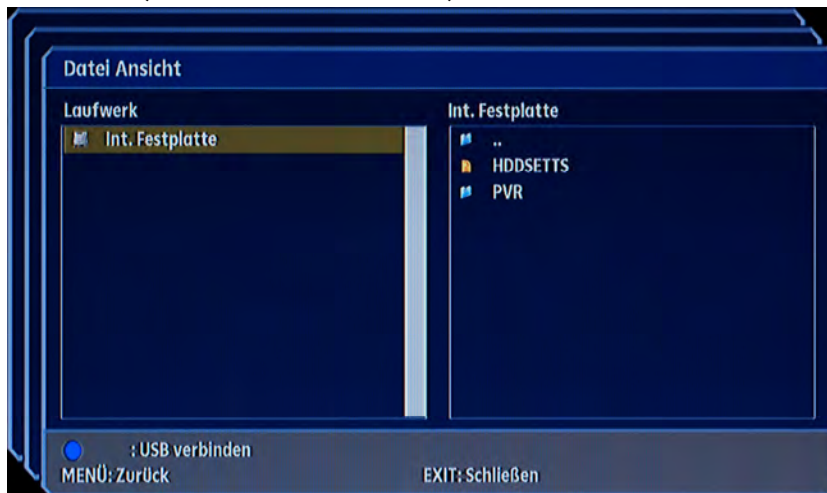 Datei Ansicht
Laufwerk
Int. Festplatte
Int. Festplatte
..
HDDSETTS
PVR
: USB verbinden
MENÜ: Zurück
EXIT: Schließen